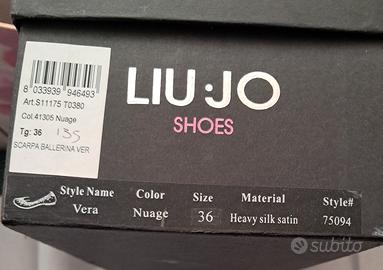 8 033939 946493
Art.S11175 T0380
Col.41305 Nuage
Tg: 36 135
SCARPA BALLERINA VER
LIU·JO
SHOES
Style Name Color Size Material Style#
Vera Nuage 36 Heavy silk satin 75094
subito